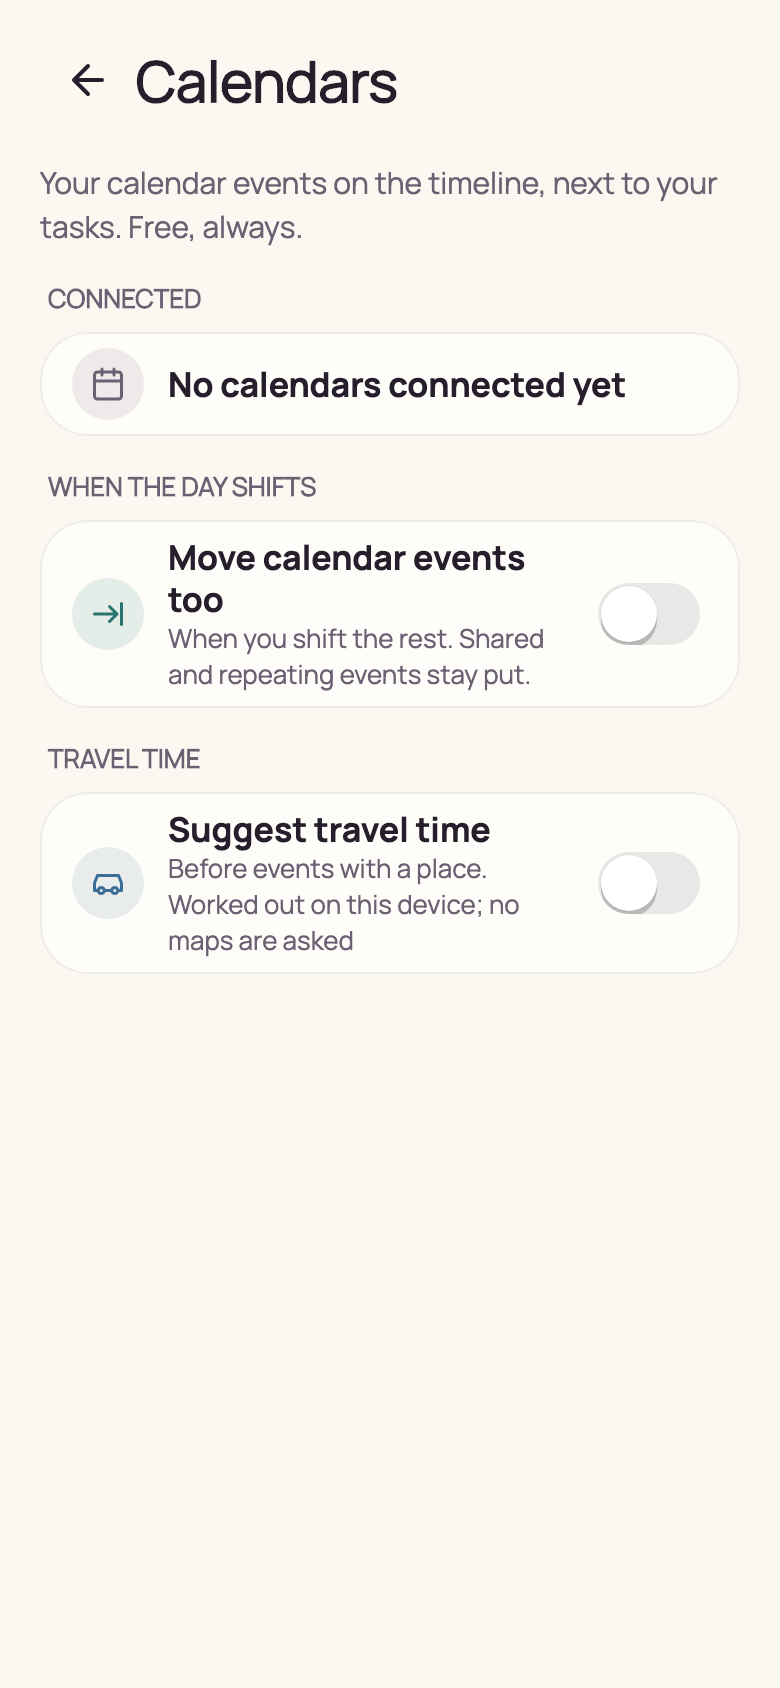 Calendars
Your calendar events on the timeline, next to your
tasks. Free, always.
CONNECTED
No calendars connected yet
WHEN THE DAY SHIFTS
Move calendar events
too
When you shift the rest. Shared
and repeating events stay put.
TRAVEL TIME
Suggest travel time
Before events with a place.
Worked out on this device; no
maps are asked